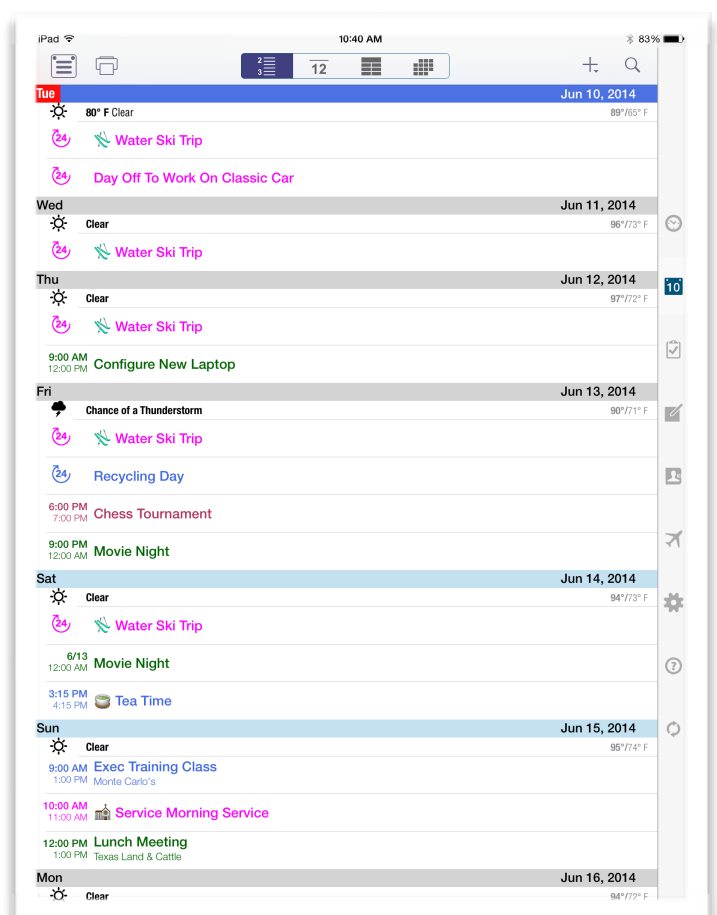 iPad 10:40 AM 83%
2 3 12
Tue Jun 10, 2014
80° F Clear 89°/65° F
24 Water Ski Trip
24 Day Off To Work On Classic Car
Wed Jun 11, 2014
Clear 96°/73° F
24 Water Ski Trip
Thu Jun 12, 2014
Clear 97°/72° F
10
24 Water Ski Trip
9:00 AM Configure New Laptop
12:00 PM
Fri Jun 13, 2014
Chance of a Thunderstorm 90°/71° F
24 Water Ski Trip
24 Recycling Day
6:00 PM Chess Tournament
7:00 PM
9:00 PM Movie Night
12:00 AM
Sat Jun 14, 2014
Clear 94°/73° F
24 Water Ski Trip
6/13 Movie Night
12:00 AM
3:15 PM Tea Time
4:15 PM
Sun Jun 15, 2014
Clear 95°/74° F
9:00 AM Exec Training Class
1:00 PM Monte Carlo's
10:00 AM Service Morning Service
11:00 AM
12:00 PM Lunch Meeting
1:00 PM Texas Land & Cattle
Mon Jun 16, 2014
Clear 94°/72° F